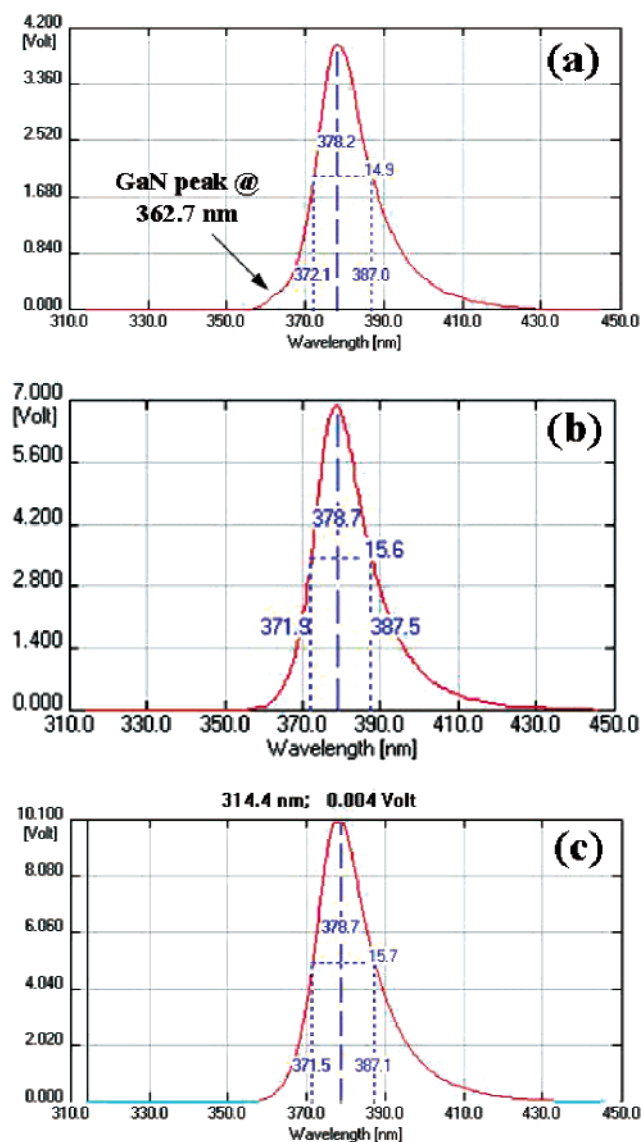 4.200
[Volt]
(a)
3.360
2.520
378.2
14.9
GaN peak @
362.7 nm
1.680
0.840
372.1 387.0
0.000
310.0 330.0 350.0 370.0 390.0 410.0 430.0 450.0
Wavelength [nm]
7.000
[Volt]
(b)
5.600
4.200
378.7
15.6
2.800
371.9 387.5
1.400
0.000
310.0 330.0 350.0 370.0 390.0 410.0 430.0 450.0
Wavelength [nm]
314.4 nm; 0.004 Volt
10.100
[Volt]
(c)
8.080
378.7
6.060
15.7
4.040
2.020
371.5 387.1
0.000
310.0 330.0 350.0 370.0 390.0 410.0 430.0 450.0
Wavelength [nm]